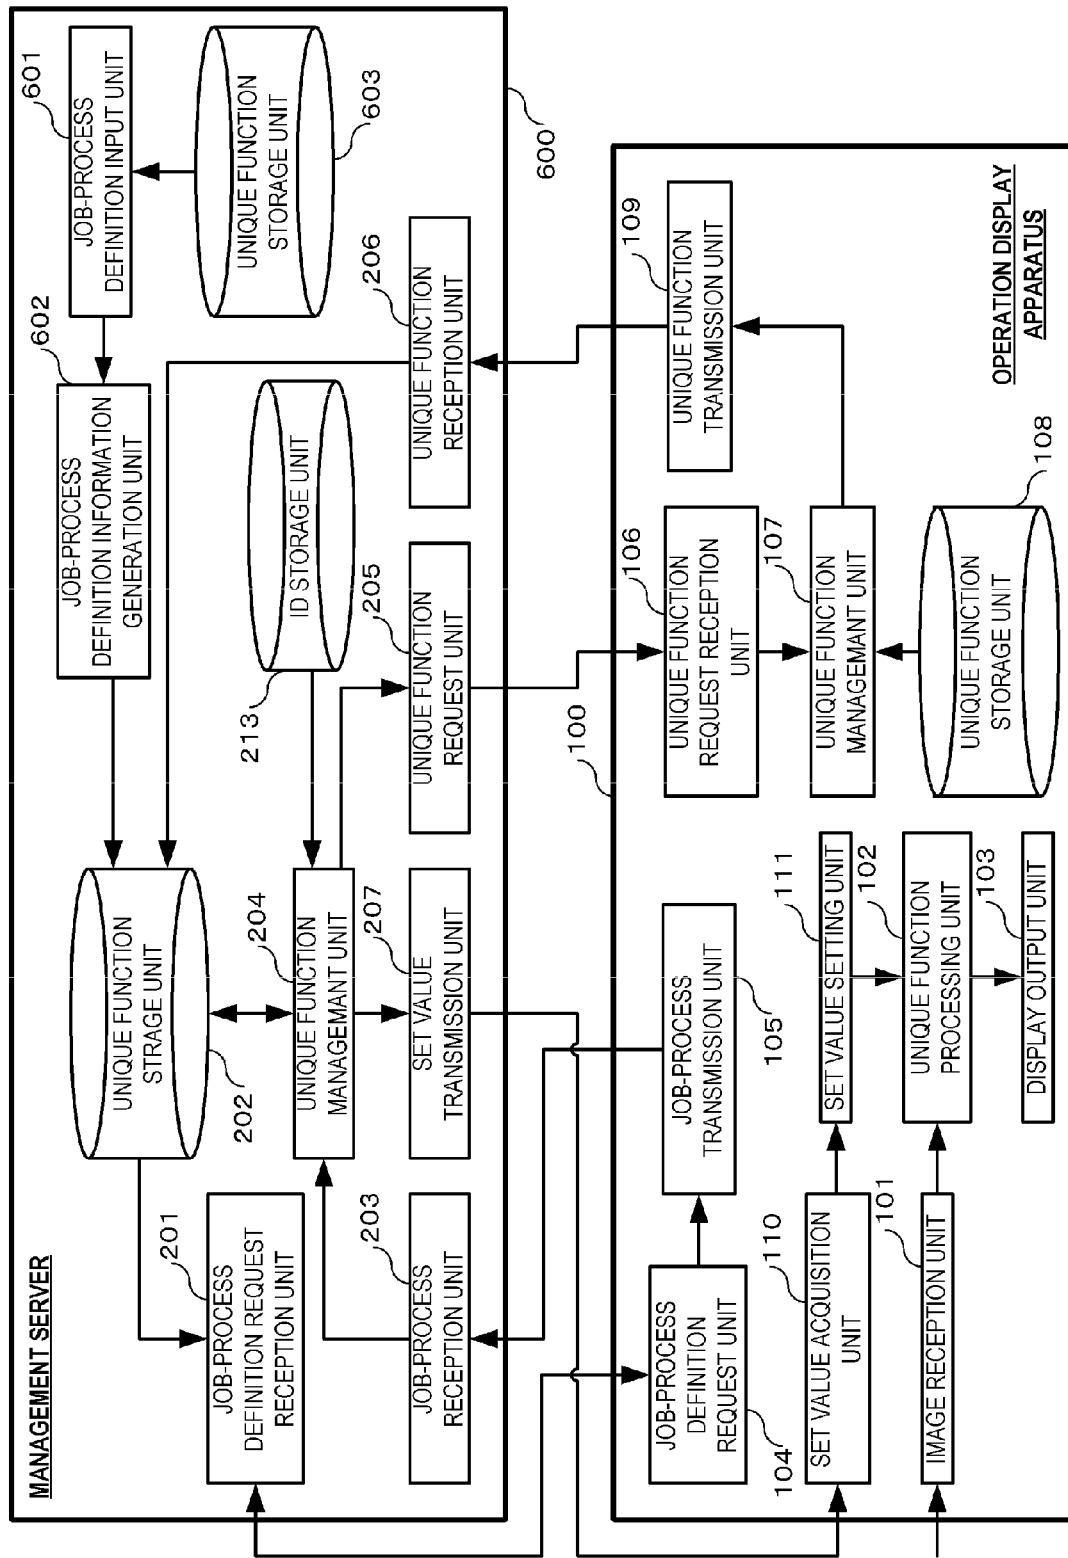 MANAGEMENT SERVER
201
JOB-PROCESS
DEFINITION REQUEST
RECEPTION UNIT
203
JOB-PROCESS
RECEPTION UNIT
202
UNIQUE FUNCTION
STRAGE UNIT
204
UNIQUE FUNCTION
MANAGEMANT UNIT
207
SET VALUE
TRANSMISSION UNIT
602
JOB-PROCESS
DEFINITION INFORMATION
GENERATION UNIT
213
ID STORAGE UNIT
205
UNIQUE FUNCTION
REQUEST UNIT
601
JOB-PROCESS
DEFINITION INPUT UNIT
603
UNIQUE FUNCTION
STORAGE UNIT
206
UNIQUE FUNCTION
RECEPTION UNIT
600
100
104
JOB-PROCESS
DEFINITION
REQUEST UNIT
105
JOB-PROCESS
TRANSMISSION UNIT
110
SET VALUE ACQUISITION
UNIT
111
SET VALUE SETTING UNIT
101
IMAGE RECEPTION UNIT
102
UNIQUE FUNCTION
PROCESSING UNIT
103
DISPLAY OUTPUT UNIT
106
UNIQUE FUNCTION
REQUEST RECEPTION
UNIT
107
UNIQUE FUNCTION
MANAGEMANT UNIT
108
UNIQUE FUNCTION
STORAGE UNIT
109
UNIQUE FUNCTION
TRANSMISSION UNIT
OPERATION DISPLAY
APPARATUS